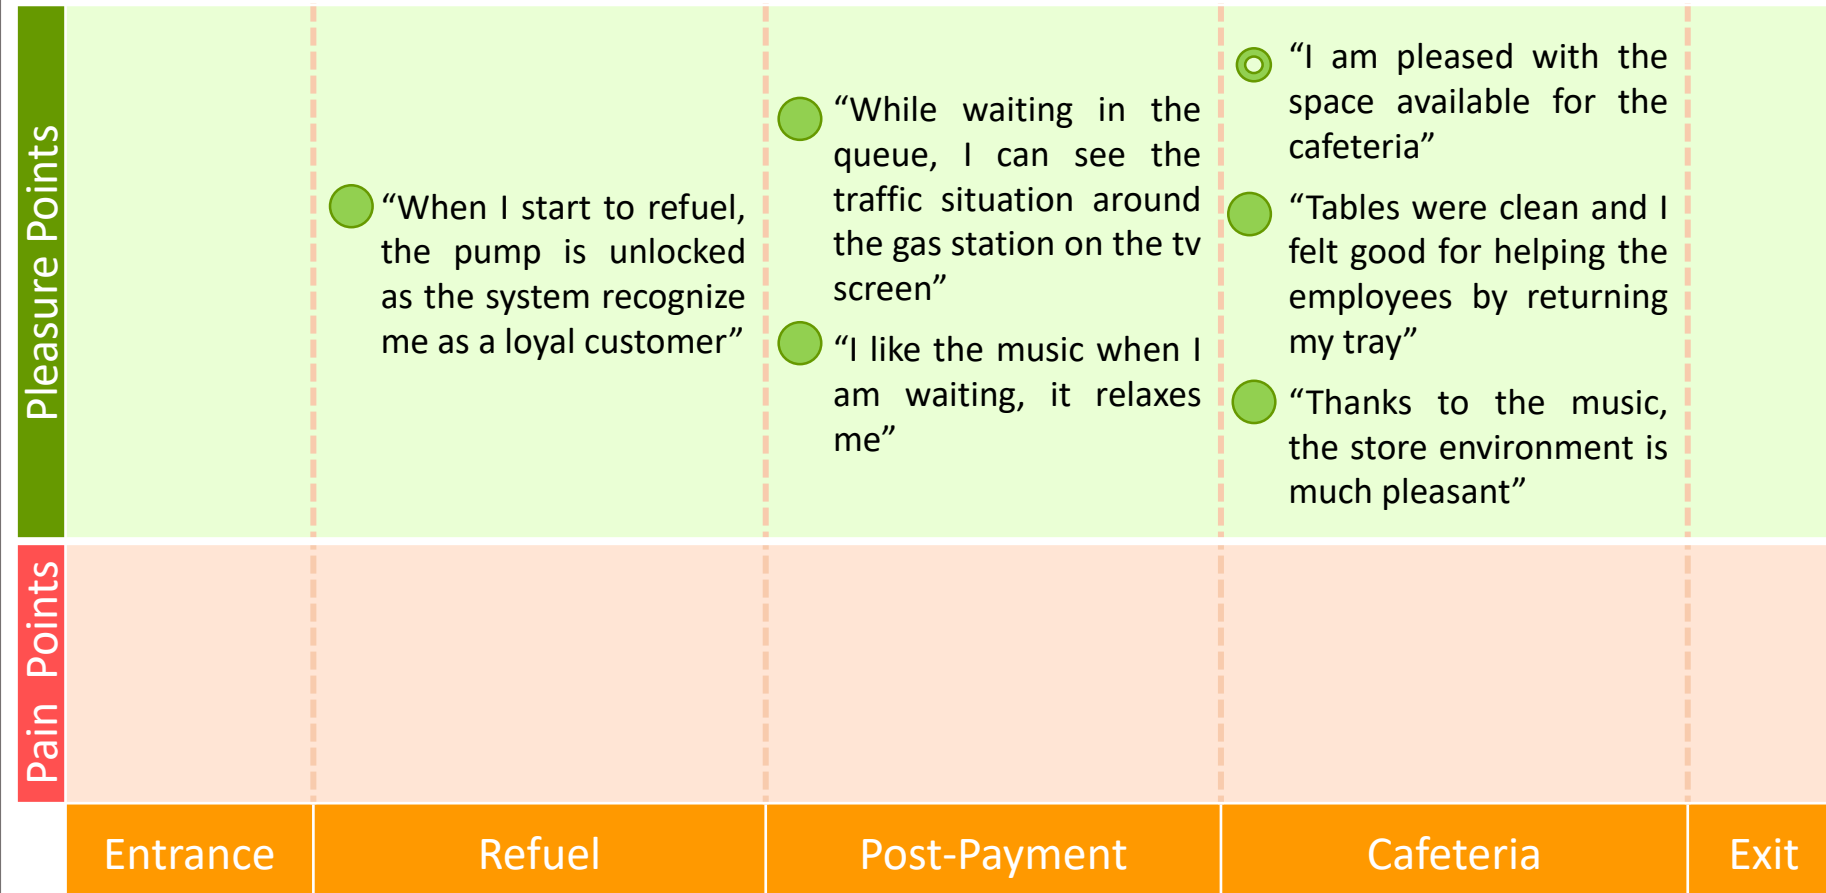 Pleasure Points
“When I start to refuel,
the pump is unlocked
as the system recognize
me as a loyal customer”
“While waiting in the
queue, I can see the
traffic situation around
the gas station on the tv
screen”
“I like the music when I
am waiting, it relaxes
me”
“I am pleased with the
space available for the
cafeteria”
“Tables were clean and I
felt good for helping the
employees by returning
my tray”
“Thanks to the music,
the store environment is
much pleasant”
Pain Points
Entrance
Refuel
Post-Payment
Cafeteria
Exit